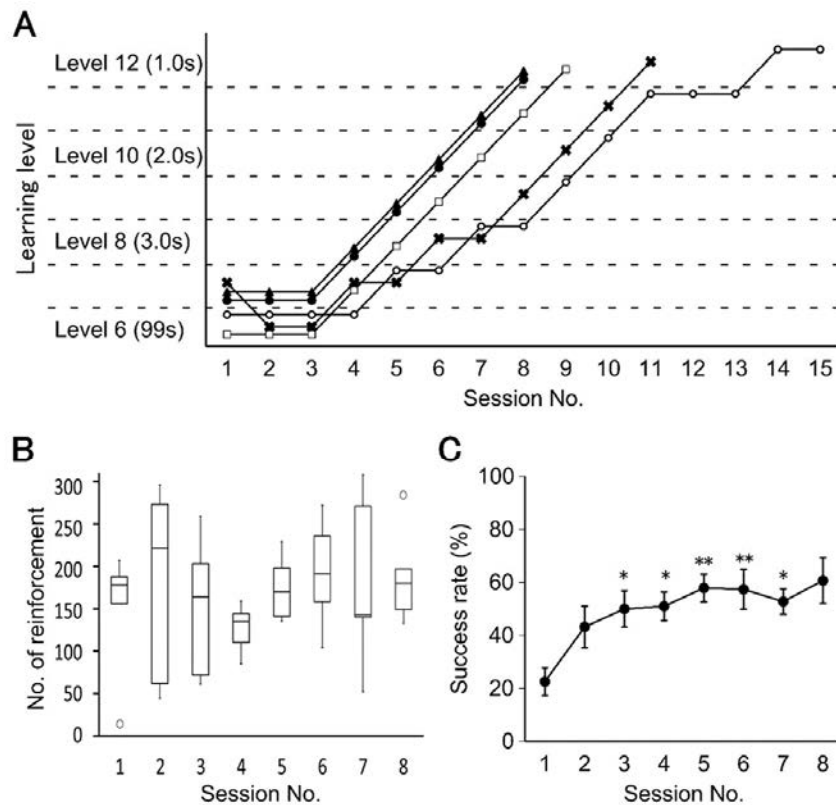 A
Level 12 (1.0s)
Level 10 (2.0s)
Level 8 (3.0s)
Level 6 (99s)
Learning level
1 2 3 4 5 6 7 8 9 10 11 12 13 14 15
Session No.
B
300
250
200
150
100
50
0
No. of reinforcement
1 2 3 4 5 6 7 8
Session No.
C
100
80
60
40
20
0
Success rate (%)
* * ** ** *
1 2 3 4 5 6 7 8
Session No.